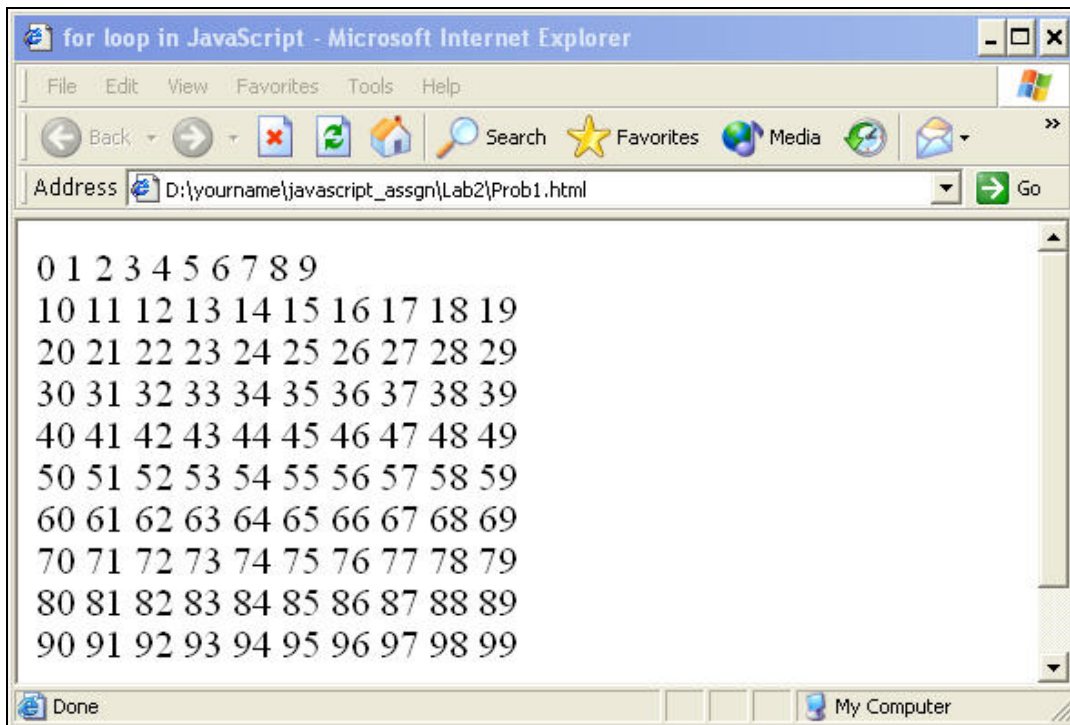 for loop in JavaScript - Microsoft Internet Explorer
File Edit View Favorites Tools Help
Back Search Favorites Media »
Address D:\yourname\javascript_assgn\Lab2\Prob1.html Go
0 1 2 3 4 5 6 7 8 9
10 11 12 13 14 15 16 17 18 19
20 21 22 23 24 25 26 27 28 29
30 31 32 33 34 35 36 37 38 39
40 41 42 43 44 45 46 47 48 49
50 51 52 53 54 55 56 57 58 59
60 61 62 63 64 65 66 67 68 69
70 71 72 73 74 75 76 77 78 79
80 81 82 83 84 85 86 87 88 89
90 91 92 93 94 95 96 97 98 99
Done My Computer